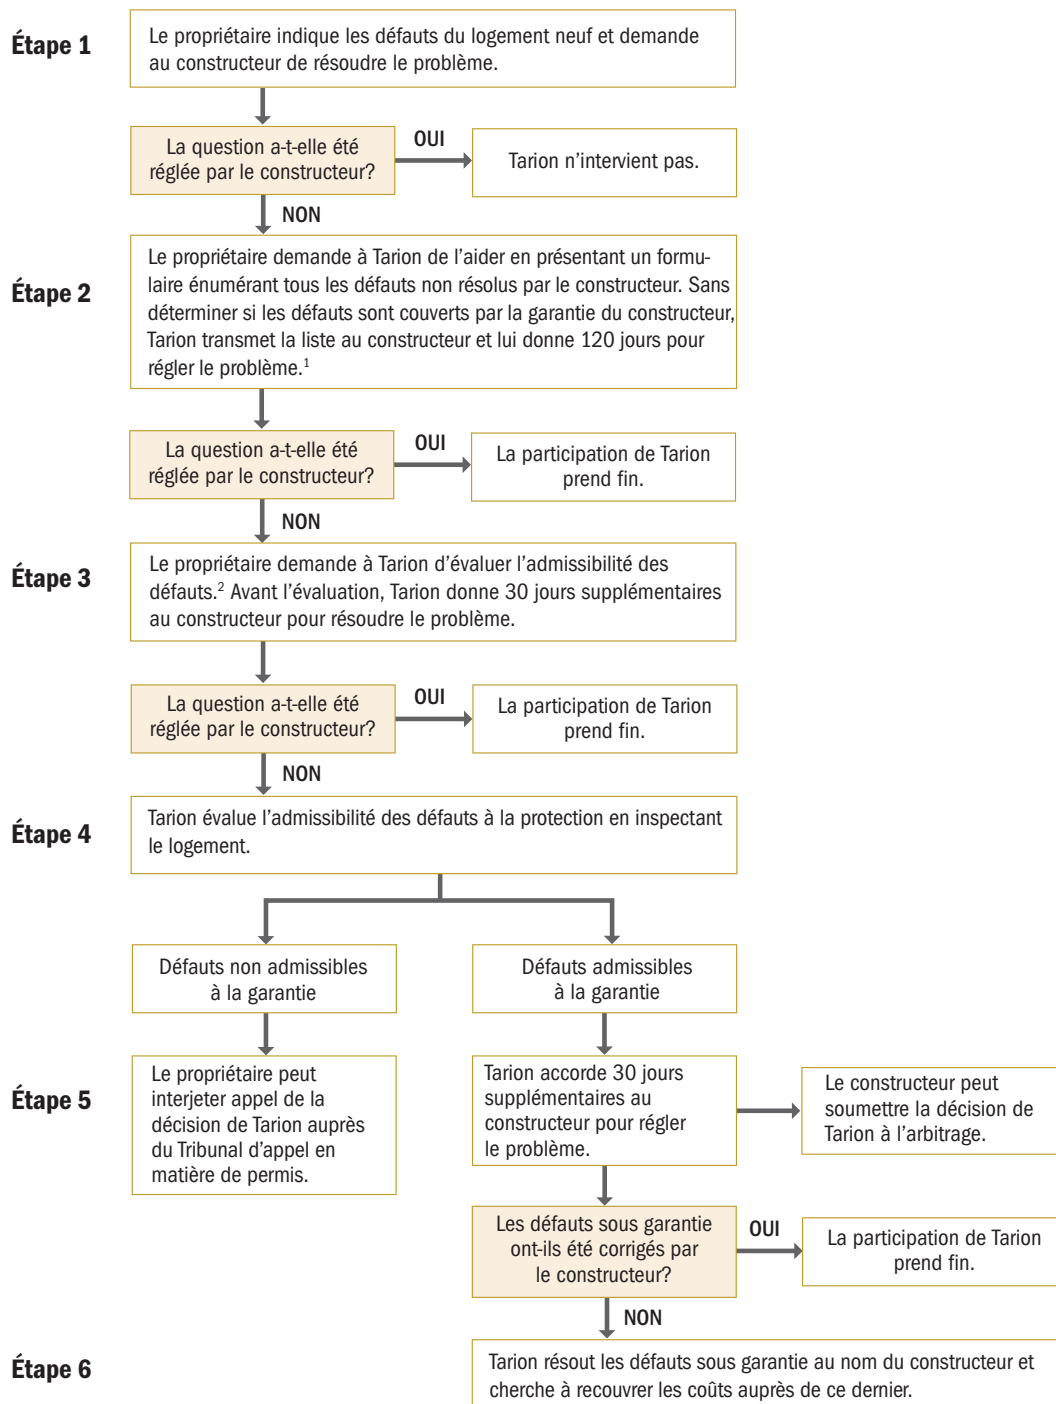 Étape 1
Le propriétaire indique les défauts du logement neuf et demande
au constructeur de résoudre le problème.
La question a-t-elle été
réglée par le constructeur?
OUI
Tarion n'intervient pas.
NON
Étape 2
Le propriétaire demande à Tarion de l'aider en présentant un formu-
laire énumérant tous les défauts non résolus par le constructeur. Sans
déterminer si les défauts sont couverts par la garantie du constructeur,
Tarion transmet la liste au constructeur et lui donne 120 jours pour
régler le problème.¹
La question a-t-elle été
réglée par le constructeur?
OUI
La participation de Tarion
prend fin.
NON
Étape 3
Le propriétaire demande à Tarion d'évaluer l'admissibilité des
défauts.² Avant l'évaluation, Tarion donne 30 jours supplémentaires
au constructeur pour résoudre le problème.
La question a-t-elle été
réglée par le constructeur?
OUI
La participation de Tarion
prend fin.
NON
Étape 4
Tarion évalue l'admissibilité des défauts à la protection en inspectant
le logement.
Défauts non admissibles
à la garantie
Défauts admissibles
à la garantie
Étape 5
Le propriétaire peut
interjeter appel de la
décision de Tarion auprès
du Tribunal d'appel en
matière de permis.
Tarion accorde 30 jours
supplémentaires au
constructeur pour régler
le problème.
Le constructeur peut
soumettre la décision de
Tarion à l'arbitrage.
Les défauts sous garantie
ont-ils été corrigés par
le constructeur?
OUI
La participation de Tarion
prend fin.
NON
Étape 6
Tarion résout les défauts sous garantie au nom du constructeur et
cherche à recouvrer les coûts auprès de ce dernier.